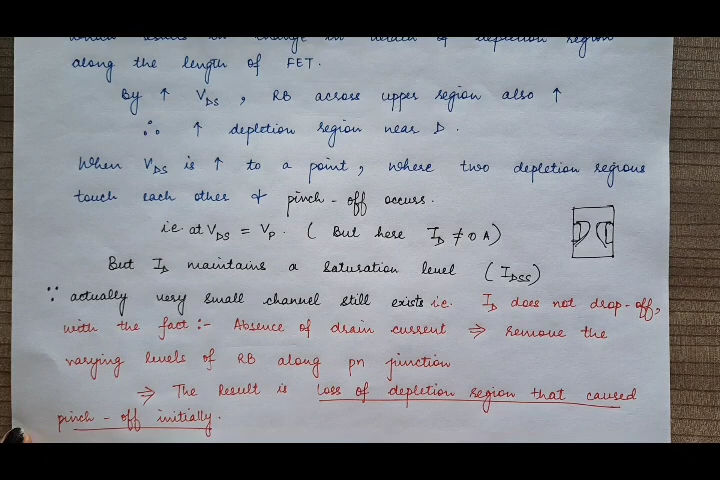 along the length of FET.
By ↑ VDS, RB across upper region also ↑
∴ ↑ depletion region near D.
When VDS is ↑ to a point, where two depletion regions
touch each other & pinch-off occurs.
i.e. at VDS = VP. ( But here ID ≠ 0 A)
But ID maintains a saturation level (IDSS)
∵ actually very small channel still exists i.e. ID does not drop-off,
with the fact :- Absence of drain current ⇒ remove the
varying levels of RB along pn junction
⇒ The Result is loss of depletion region that caused
pinch-off initially.